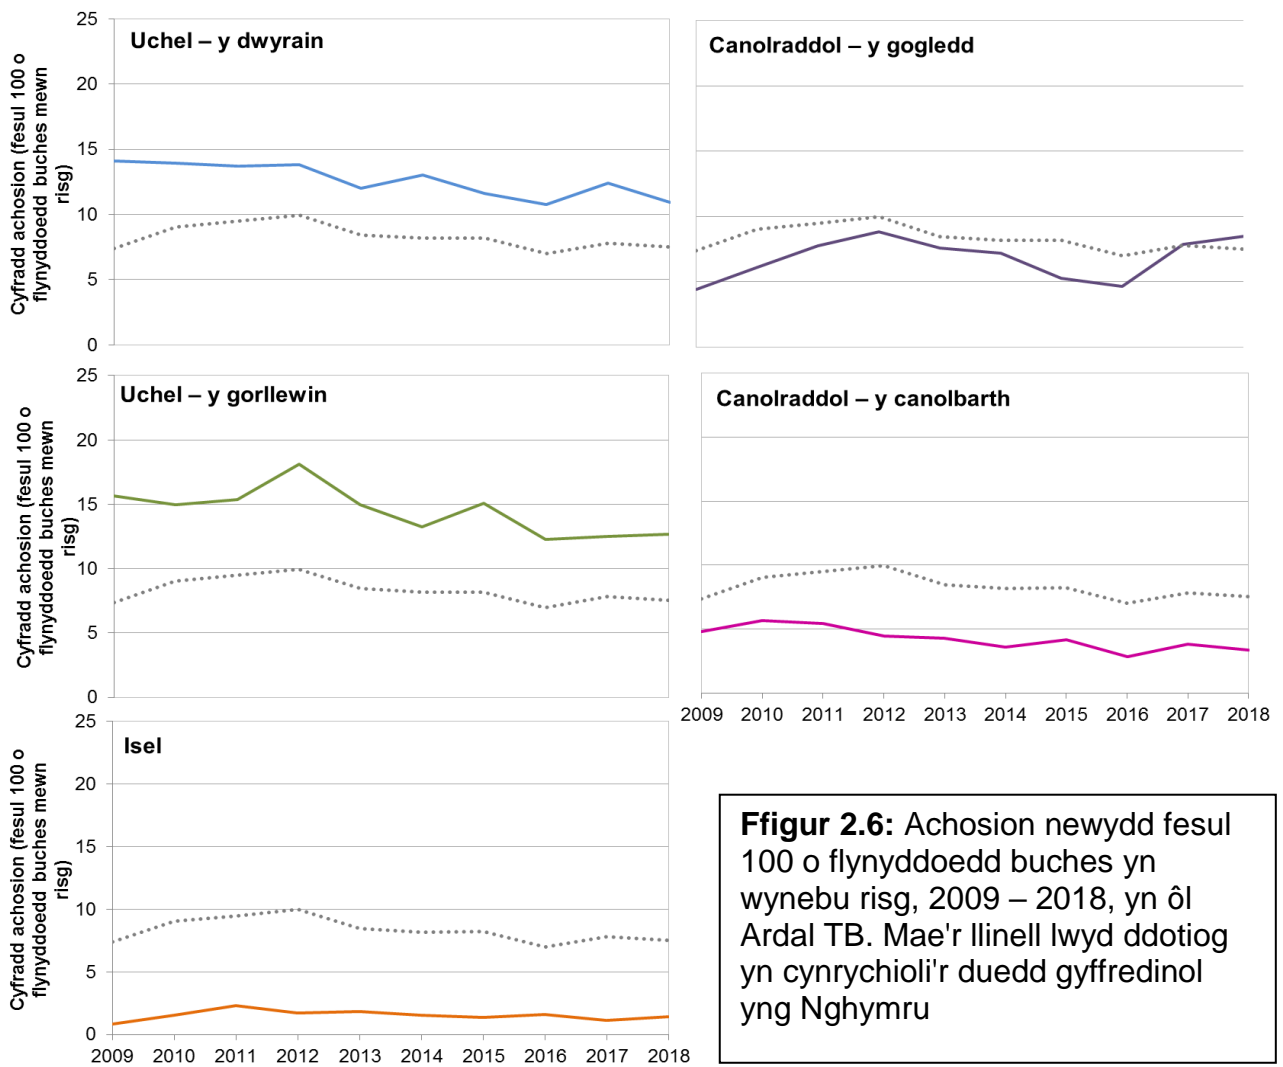 Uchel – y dwyrain
Cyfradd achosion (fesul 100 o
flynyddoedd buches mewn
risg)
25
20
15
10
5
0
Canolraddol – y gogledd
Uchel – y gorllewin
Cyfradd achosion (fesul 100 o
flynyddoedd buches mewn
risg)
25
20
15
10
5
0
Canolraddol – y canolbarth
2009 2010 2011 2012 2013 2014 2015 2016 2017 2018
Isel
Cyfradd achosion (fesul 100 o
flynyddoedd buches mewn
risg)
25
20
15
10
5
0
2009 2010 2011 2012 2013 2014 2015 2016 2017 2018
Ffigur 2.6: Achosion newydd fesul
100 o flynyddoedd buches yn
wynebu risg, 2009 – 2018, yn ôl
Ardal TB. Mae'r llinell lwyd ddotiog
yn cynrychioli'r duedd gyffredinol
yng Nghymru